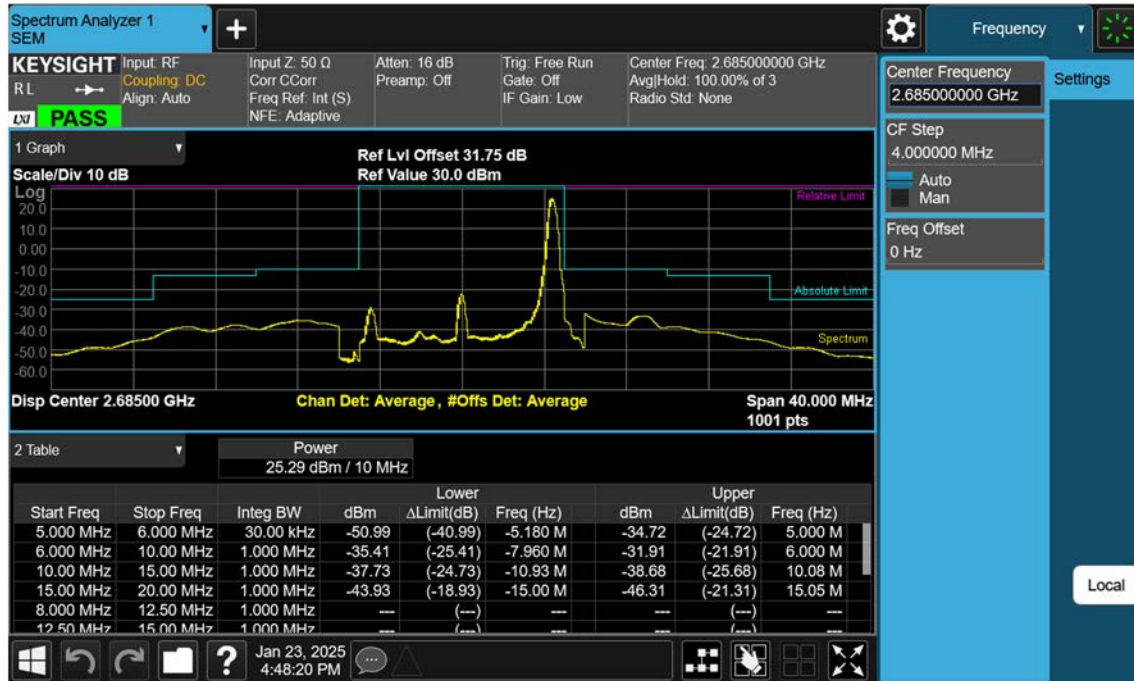 Spectrum Analyzer 1
SEM
Frequency
KEYSIGHT
R L
LXI
PASS
Input: RF
Coupling: DC
Align: Auto
Input Z: 50 Ω
Corr CCorr
Freq Ref: Int (S)
NFE: Adaptive
Atten: 16 dB
Preamp: Off
Trig: Free Run
Gate: Off
IF Gain: Low
Center Freq: 2.685000000 GHz
Avg|Hold: 100.00% of 3
Radio Std: None
Center Frequency
2.685000000 GHz
Settings
CF Step
4.000000 MHz
Auto
Man
Freq Offset
0 Hz
1 Graph
Scale/Div 10 dB
Ref Lvl Offset 31.75 dB
Ref Value 30.0 dBm
Log
20.0
10.0
0.00
-10.0
-20.0
-30.0
-40.0
-50.0
-60.0
Relative Limit
Absolute Limit
Spectrum
Disp Center 2.68500 GHz
Chan Det: Average , #Offs Det: Average
Span 40.000 MHz
1001 pts
2 Table
Power
25.29 dBm / 10 MHz
Lower Upper
Start Freq Stop Freq Integ BW dBm ΔLimit(dB) Freq (Hz) dBm ΔLimit(dB) Freq (Hz)
5.000 MHz 6.000 MHz 30.00 kHz -50.99 (-40.99) -5.180 M -34.72 (-24.72) 5.000 M
6.000 MHz 10.00 MHz 1.000 MHz -35.41 (-25.41) -7.960 M -31.91 (-21.91) 6.000 M
10.00 MHz 15.00 MHz 1.000 MHz -37.73 (-24.73) -10.93 M -38.68 (-25.68) 10.08 M
15.00 MHz 20.00 MHz 1.000 MHz -43.93 (-18.93) -15.00 M -46.31 (-21.31) 15.05 M
8.000 MHz 12.50 MHz 1.000 MHz --- (---) --- --- (---) ---
12.50 MHz 15.00 MHz 1.000 MHz --- (---) --- --- (---) ---
Local
?
Jan 23, 2025
4:48:20 PM